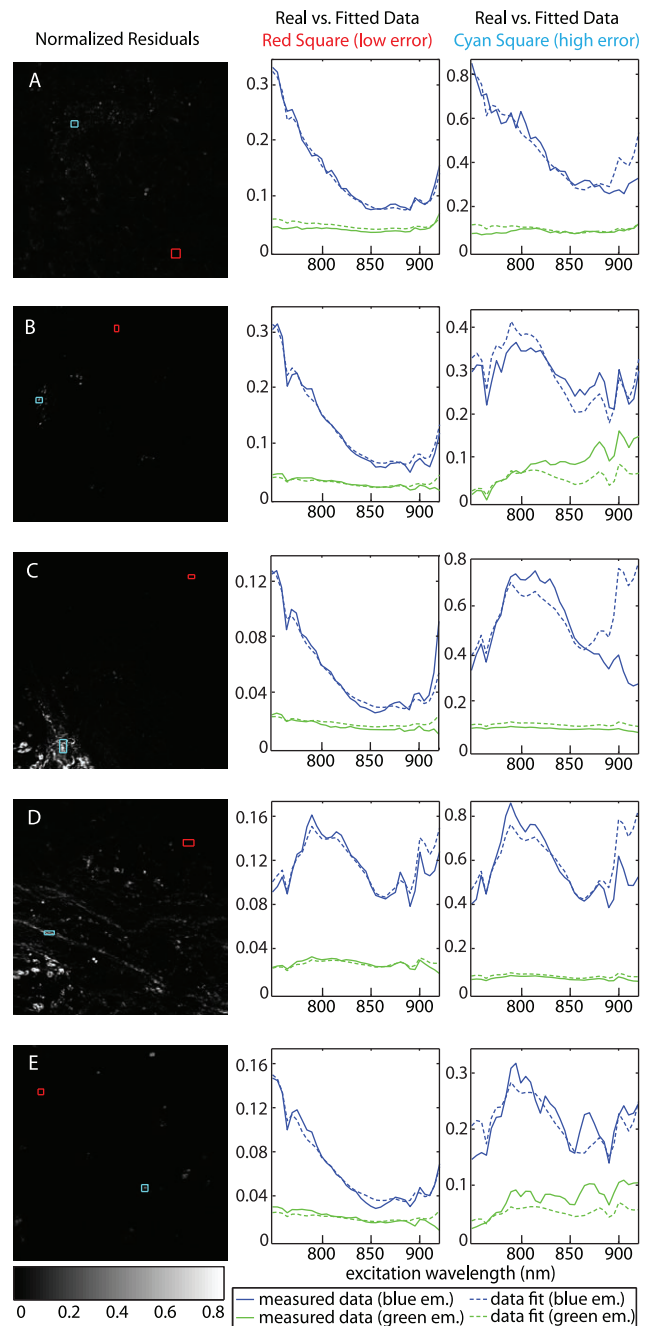 Normalized Residuals
Real vs. Fitted Data
Red Square (low error)
Real vs. Fitted Data
Cyan Square (high error)
A
0.3
0.2
0.1
0
800 850 900
0.8
0.6
0.4
0.2
0
800 850 900
B
0.3
0.2
0.1
0
800 850 900
0.4
0.3
0.2
0.1
0
800 850 900
C
0.12
0.08
0.04
0
800 850 900
0.8
0.6
0.4
0.2
0
800 850 900
D
0.16
0.12
0.08
0.04
0
800 850 900
0.8
0.6
0.4
0.2
0
800 850 900
E
0.16
0.12
0.08
0.04
0
800 850 900
0.3
0.2
0.1
0
800 850 900
excitation wavelength (nm)
0 0.2 0.4 0.6 0.8
measured data (blue em.)
measured data (green em.)
data fit (blue em.)
data fit (green em.)